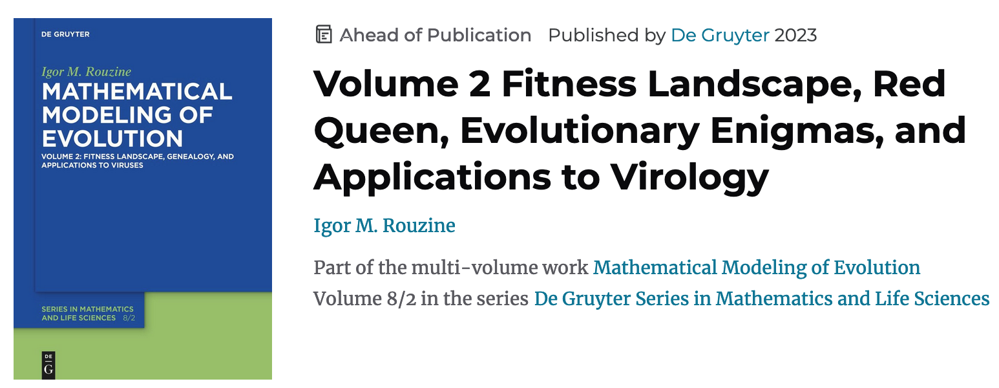 DE GRUYTER
Igor M. Rouzine
MATHEMATICAL
MODELING OF
EVOLUTION
VOLUME 2: FITNESS LANDSCAPE, GENEALOGY, AND
APPLICATIONS TO VIRUSES
SERIES IN MATHEMATICS
AND LIFE SCIENCES 8/2
DE
G
Ahead of Publication Published by De Gruyter 2023
Volume 2 Fitness Landscape, Red
Queen, Evolutionary Enigmas, and
Applications to Virology
Igor M. Rouzine
Part of the multi-volume work Mathematical Modeling of Evolution
Volume 8/2 in the series De Gruyter Series in Mathematics and Life Sciences